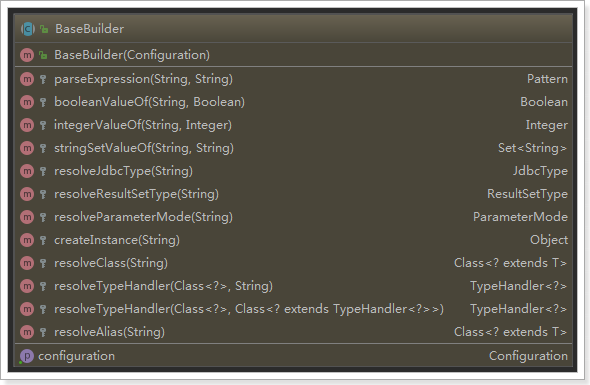 BaseBuilder
BaseBuilder(Configuration)
parseExpression(String, String) Pattern
booleanValueOf(String, Boolean) Boolean
integerValueOf(String, Integer) Integer
stringSetValueOf(String, String) Set<String>
resolveJdbcType(String) JdbcType
resolveResultSetType(String) ResultSetType
resolveParameterMode(String) ParameterMode
createInstance(String) Object
resolveClass(String) Class<? extends T>
resolveTypeHandler(Class<?>, String) TypeHandler<?>
resolveTypeHandler(Class<?>, Class<? extends TypeHandler<?>>) TypeHandler<?>
resolveAlias(String) Class<? extends T>
configuration Configuration